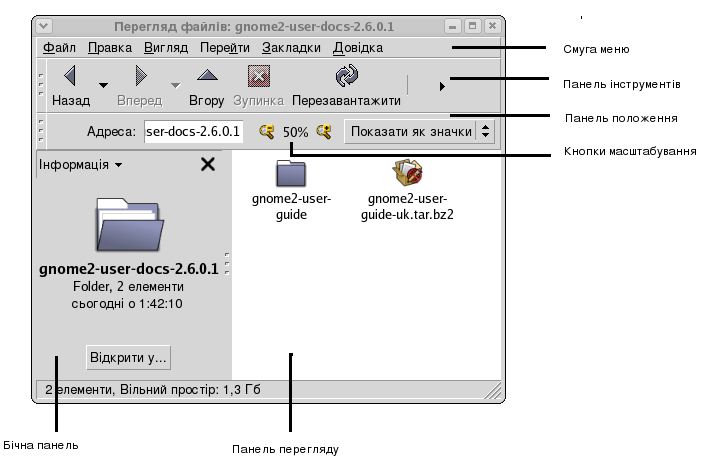 Перегляд файлів: gnome2-user-docs-2.6.0.1
Файл Правка Вигляд Перейти Закладки Довідка
Смуга меню
Назад Вперед Вгору Зупинка Перезавантажити
Панель інструментів
Адреса: ser-docs-2.6.0.1 50% Показати як значки
Панель положення
Кнопки масштабування
Інформація
gnome2-user-guide
gnome2-user-guide-uk.tar.bz2
gnome2-user-docs-2.6.0.1
Folder, 2 елементи
сьогодні о 1:42:10
Відкрити у...
2 елементи, Вільний простір: 1,3 Гб
Бічна панель
Панель перегляду